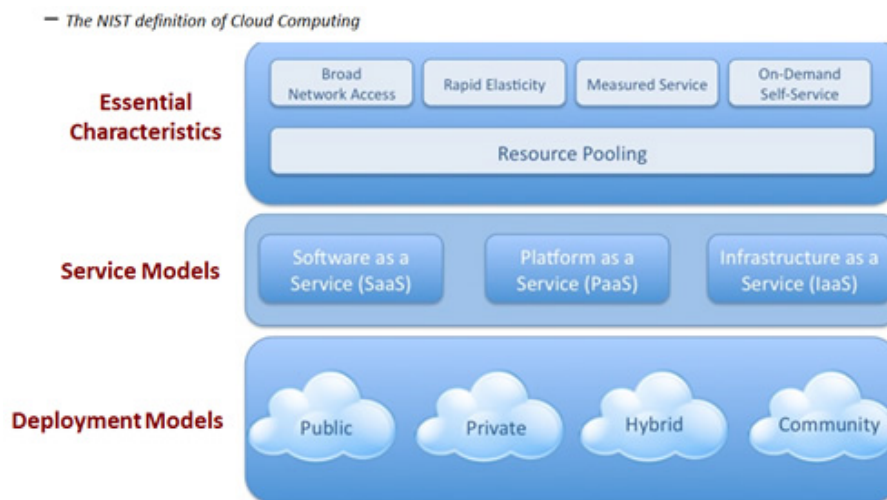 — The NIST definition of Cloud Computing
Essential
Characteristics
Broad
Network Access
Rapid Elasticity
Measured Service
On-Demand
Self-Service
Resource Pooling
Service Models
Software as a
Service (SaaS)
Platform as a
Service (PaaS)
Infrastructure as a
Service (IaaS)
Deployment Models
Public
Private
Hybrid
Community